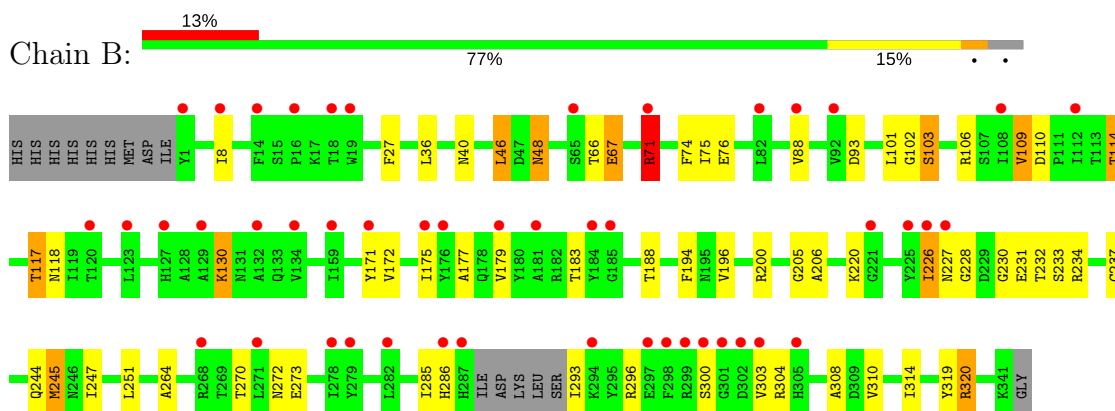 13%
Chain B:
77% 15% • •
HIS HIS HIS HIS HIS HIS MET ASP ILE Y1 I8 F14 S15 P16 K17 T18 W19 F27 L36 N40 L46 D47 N48 S65 T66 E67 R71 F74 I75 E76 L82 V88 V92 D93 L101 G102 S103 R106 S107 I108 V109 D110 P111 I112 T113 T114
T117 N118 I119 T120 L123 H127 A128 A129 K130 N131 A132 Q133 V134 I159 Y171 V172 I175 Y176 A177 Q178 V179 Y180 A181 R182 T183 Y184 G185 T188 F194 N195 V196 R200 G205 A206 K220 G221 Y225 I226 N227 G228 D229 G230 E231 T232 S233 R234 G237
Q244 M245 N246 I247 L251 A264 R268 T269 T270 L271 N272 E273 I278 Y279 L282 I285 H286 H287 ILE ASP LYS LEU SER I293 K294 Y295 R296 E297 F298 R299 S300 G301 D302 V303 R304 H305 A308 D309 V310 I314 Y319 R320 K341 GLY